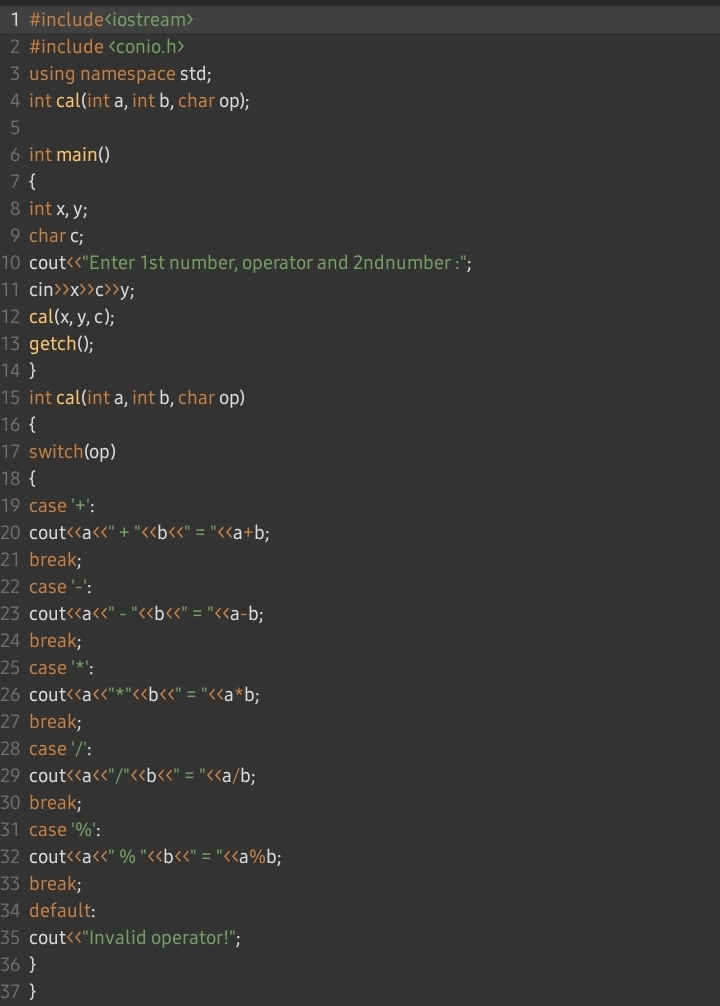 1 #include<iostream>
2 #include <conio.h>
3 using namespace std;
4 int cal(int a, int b, char op);
5
6 int main()
7 {
8 int x, y;
9 char c;
10 cout<<"Enter 1st number, operator and 2ndnumber :";
11 cin>>x>>c>>y;
12 cal(x, y, c);
13 getch();
14 }
15 int cal(int a, int b, char op)
16 {
17 switch(op)
18 {
19 case '+':
20 cout<<a<<" + "<<b<<" = "<<a+b;
21 break;
22 case '-':
23 cout<<a<<" - "<<b<<" = "<<a-b;
24 break;
25 case '*':
26 cout<<a<<"*"<<b<<" = "<<a*b;
27 break;
28 case '/':
29 cout<<a<<"/"<<b<<" = "<<a/b;
30 break;
31 case '%':
32 cout<<a<<" % "<<b<<" = "<<a%b;
33 break;
34 default:
35 cout<<"Invalid operator!";
36 }
37 }